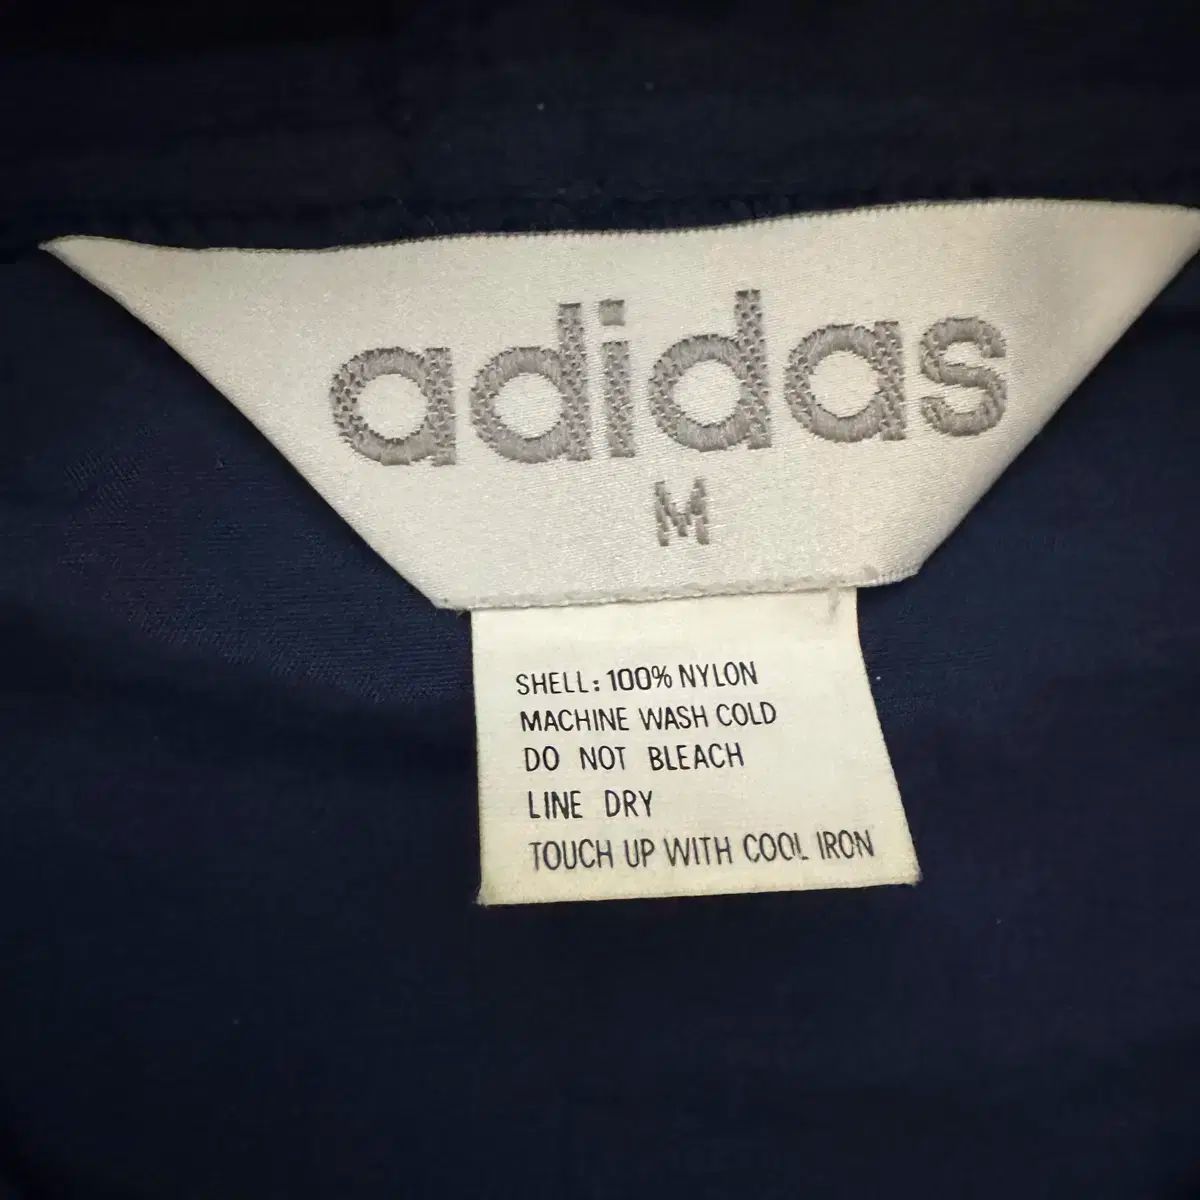 adidas
M
SHELL: 100% NYLON
MACHINE WASH COLD
DO NOT BLEACH
LINE DRY
TOUCH UP WITH COOL IRON